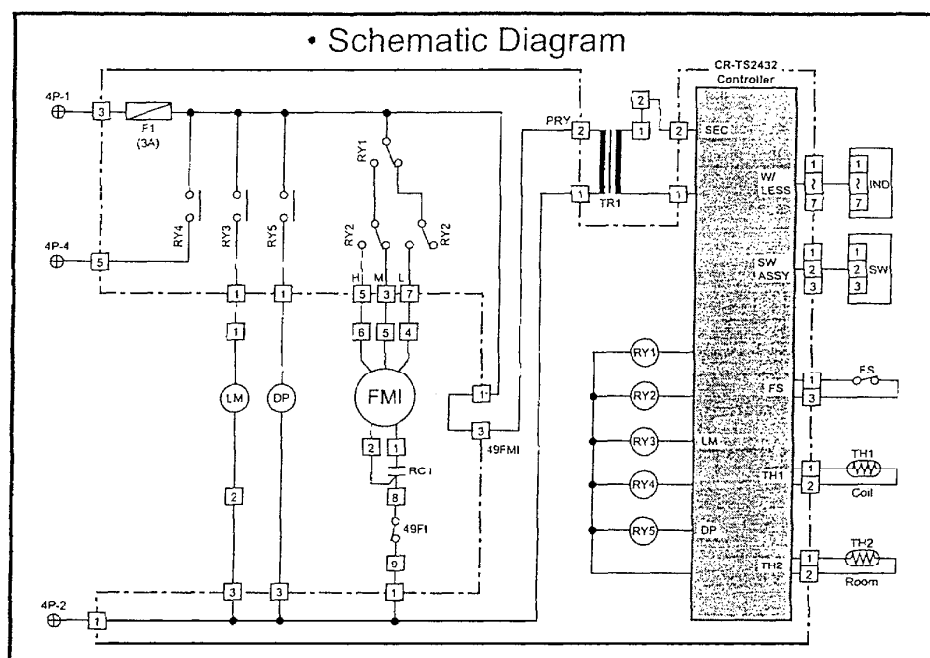 • Schematic Diagram
CR-TS2432
Controller
4P-1
3
F1
(3A)
PRY
2
2
1
2
SEC
RY1
1
1
TR1
W/
LESS
1
7
1
7
IND
RY4
RY3
RY5
RY2
RY2
4P-4
5
SW
ASSY
1
2
3
1
2
3
SW
H
M
L
1
1
5
3
7
1
6
5
4
RY1
LM
DP
FMI
1
FS
1
3
FS
RY2
3
49FMI
2
1
RY3
LM
RC1
TH1
1
2
TH1
Coil
2
8
RY4
49FI
RY5
DP
9
TH2
1
2
TH2
Room
3
3
1
4P-2
1